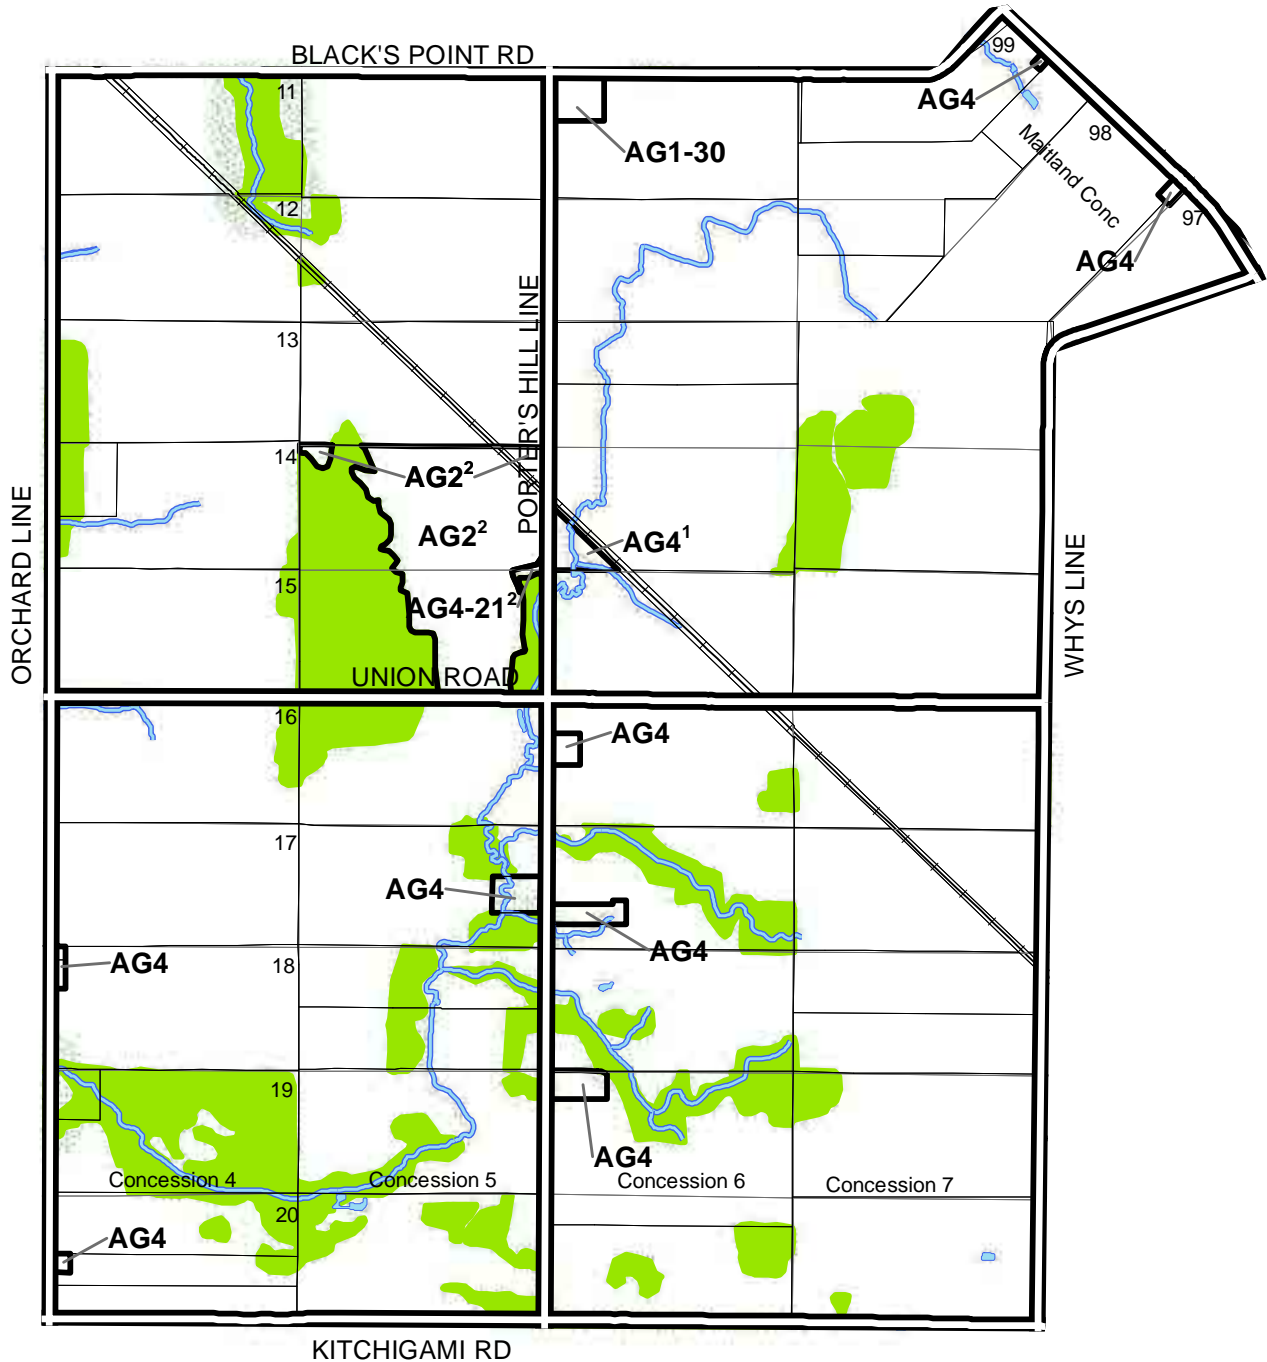 BLACK'S POINT RD
99
AG4
11
98
AG1-30
Maitland Conc
12
97
AG4
13
PORTER'S HILL LINE
14
AG2²
ORCHARD LINE
AG2²
AG4¹
WHYS LINE
15
AG4-21²
UNION ROAD
16
AG4
17
AG4
AG4
AG4
18
19
AG4
Concession 4
Concession 5
Concession 6
Concession 7
20
AG4
KITCHIGAMI RD